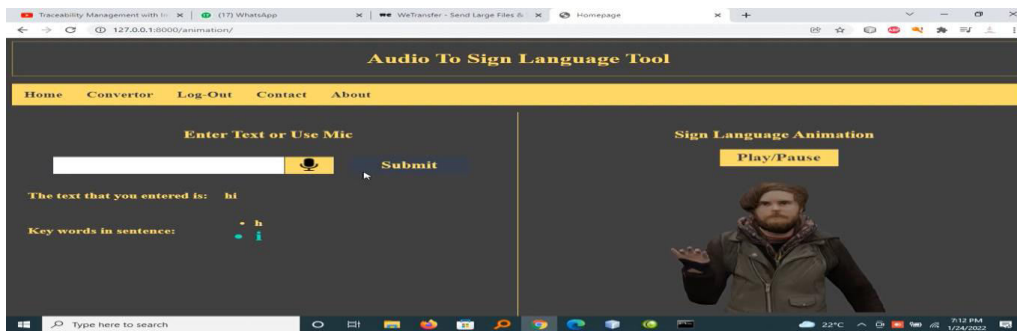 Traceability Management with In
(17) WhatsApp
WeTransfer - Send Large Files &
Homepage
127.0.0.1:8000/animation/
Audio To Sign Language Tool
Home Convertor Log-Out Contact About
Enter Text or Use Mic
Submit
The text that you entered is: hi
Key words in sentence:
h
i
Sign Language Animation
Play/Pause
Type here to search
22°C
7:12 PM
1/24/2022